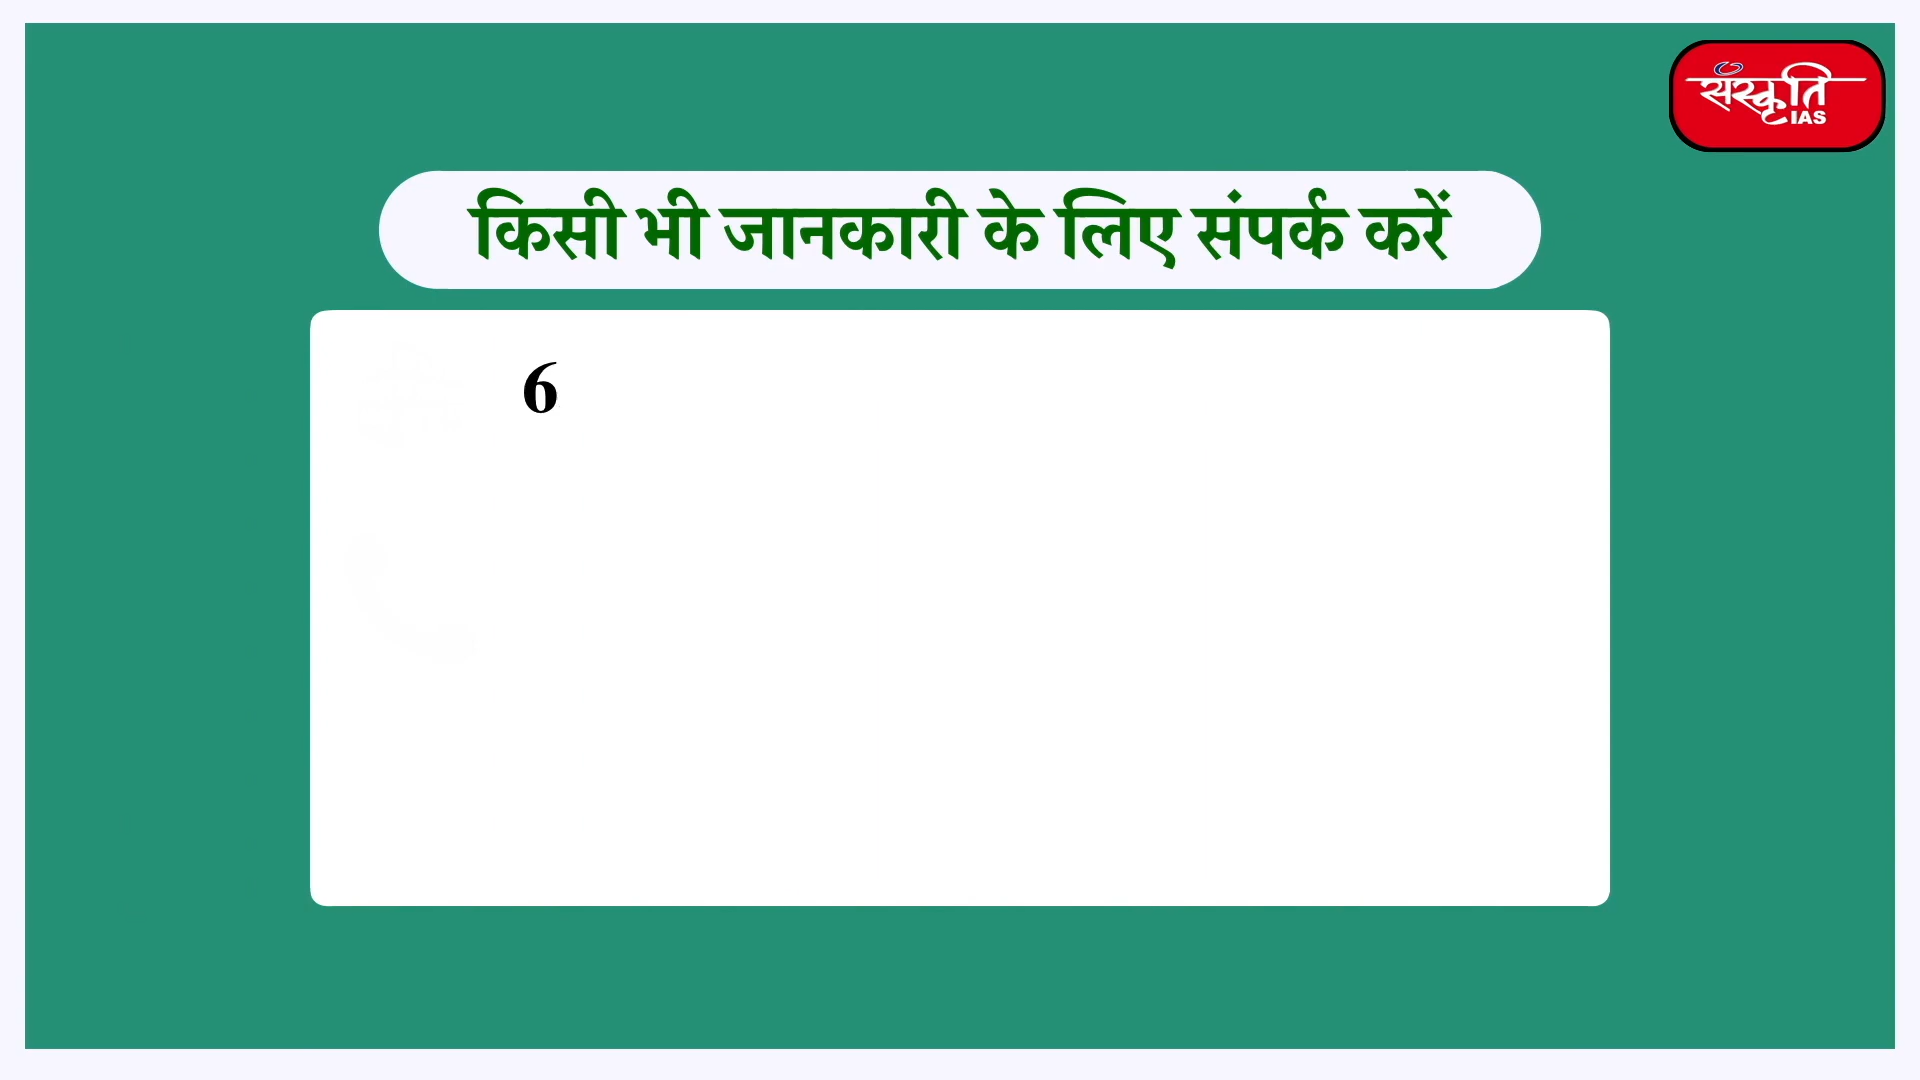 संस्कृति
IAS
किसी भी जानकारी के लिए संपर्क करें
6